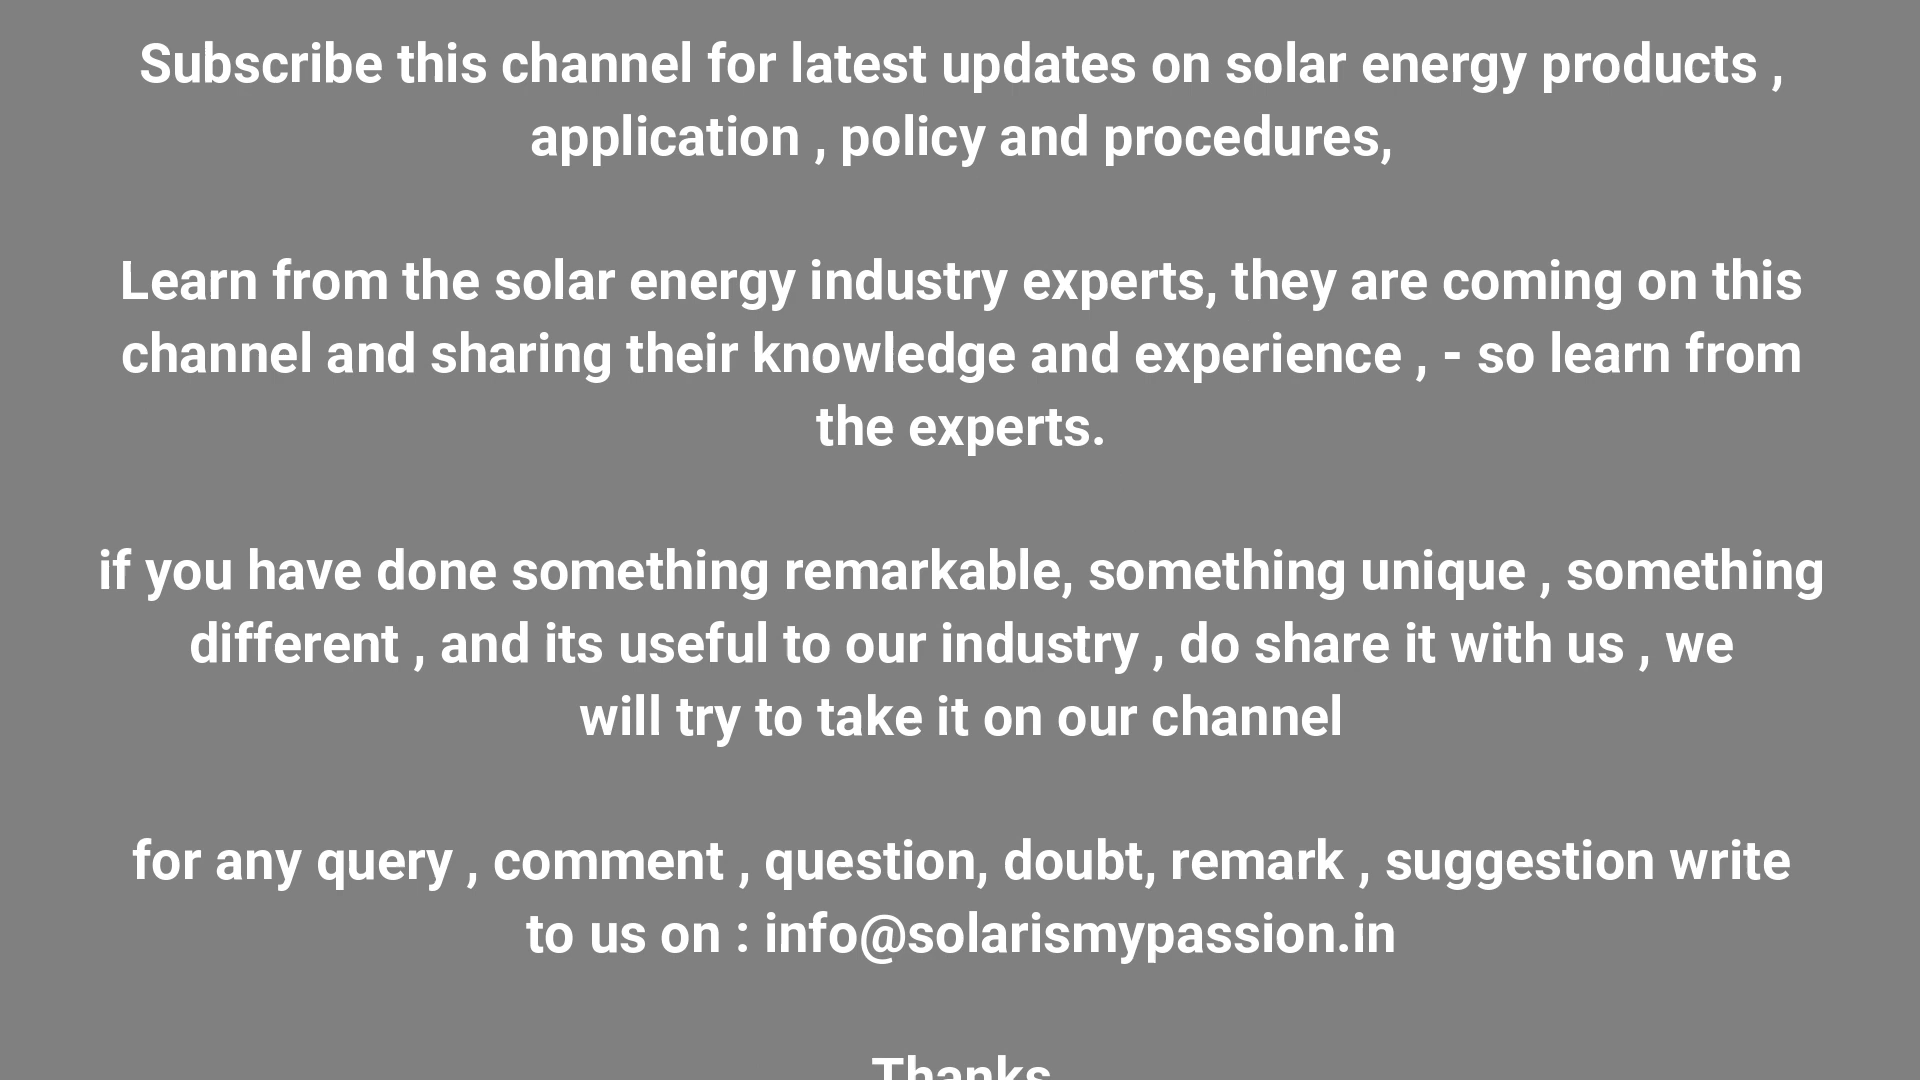 Subscribe this channel for latest updates on solar energy products ,
application , policy and procedures,
Learn from the solar energy industry experts, they are coming on this
channel and sharing their knowledge and experience , - so learn from
the experts.
if you have done something remarkable, something unique , something
different , and its useful to our industry , do share it with us , we
will try to take it on our channel
for any query , comment , question, doubt, remark , suggestion write
to us on : info@solarismypassion.in
Thanks